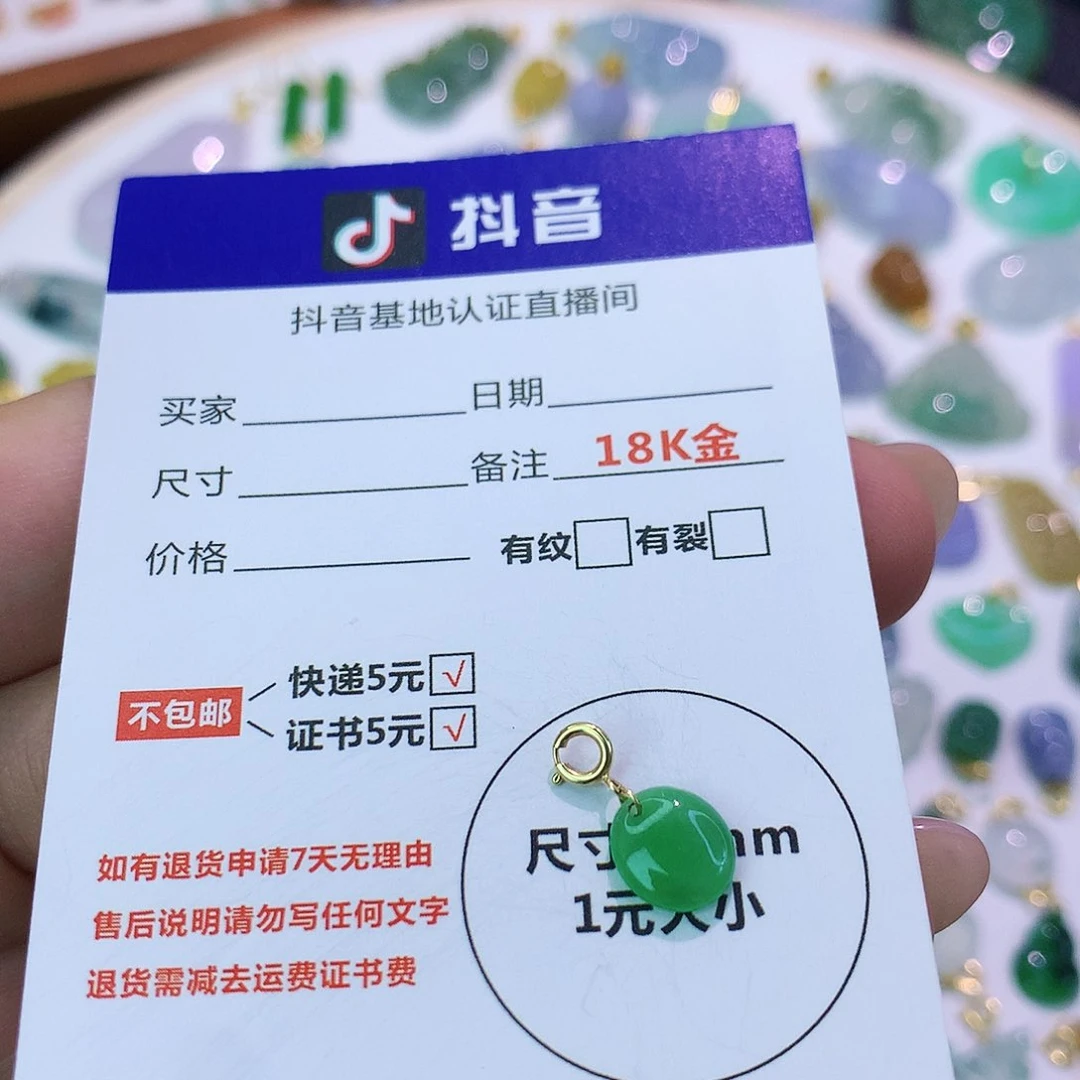 抖音
抖音基地认证直播间
买家 日期
尺寸 备注 18K金
价格 有纹 有裂
不包邮
快递5元 √
证书5元 √
如有退货申请7天无理由
售后说明请勿写任何文字
退货需减去运费证书费
尺寸 mm
1元大小